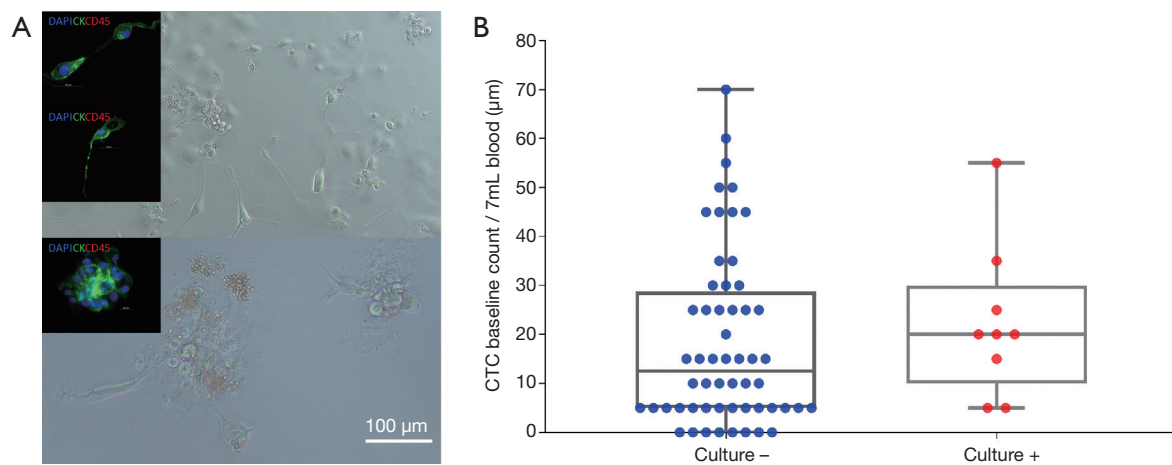 A
DAPICKCD45
DAPICKCD45
DAPICKCD45
100 μm
B
CTC baseline count / 7mL blood (μm)
80
70
60
50
40
30
20
10
0
Culture –
Culture +